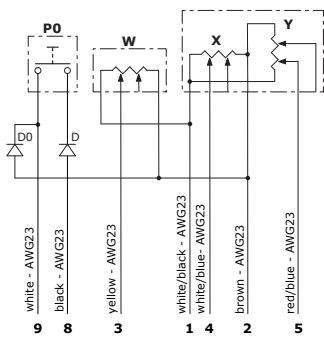 P0
W
X
Y
D0
D
white - AWG23
black - AWG23
yellow - AWG23
white/black - AWG23
white/blue- AWG23
brown - AWG23
red/blue - AWG23
9 8 3 1 4 2 5